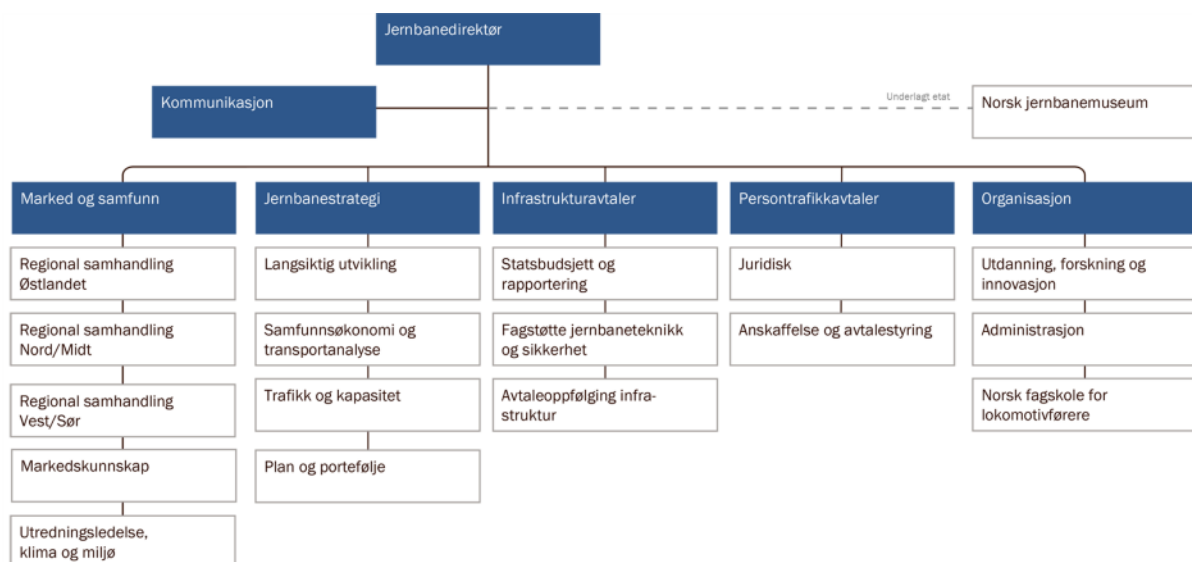 Jernbanedirektør
Kommunikasjon
Underlagt etat
Norsk jernbanemuseum
Marked og samfunn
Regional samhandling
Østlandet
Regional samhandling
Nord/Midt
Regional samhandling
Vest/Sør
Markedskunnskap
Utredningsledelse,
klima og miljø
Jernbanestrategi
Langsiktig utvikling
Samfunnsøkonomi og
transportanalyse
Trafikk og kapasitet
Plan og portefølje
Infrastrukturavtaler
Statsbudsjett og
rapportering
Fagstøtte jernbaneteknikk
og sikkerhet
Avtaleoppfølging infra-
struktur
Persontrafikkavtaler
Juridisk
Anskaffelse og avtalestyring
Organisasjon
Utdanning, forskning og
innovasjon
Administrasjon
Norsk fagskole for
lokomotivførere